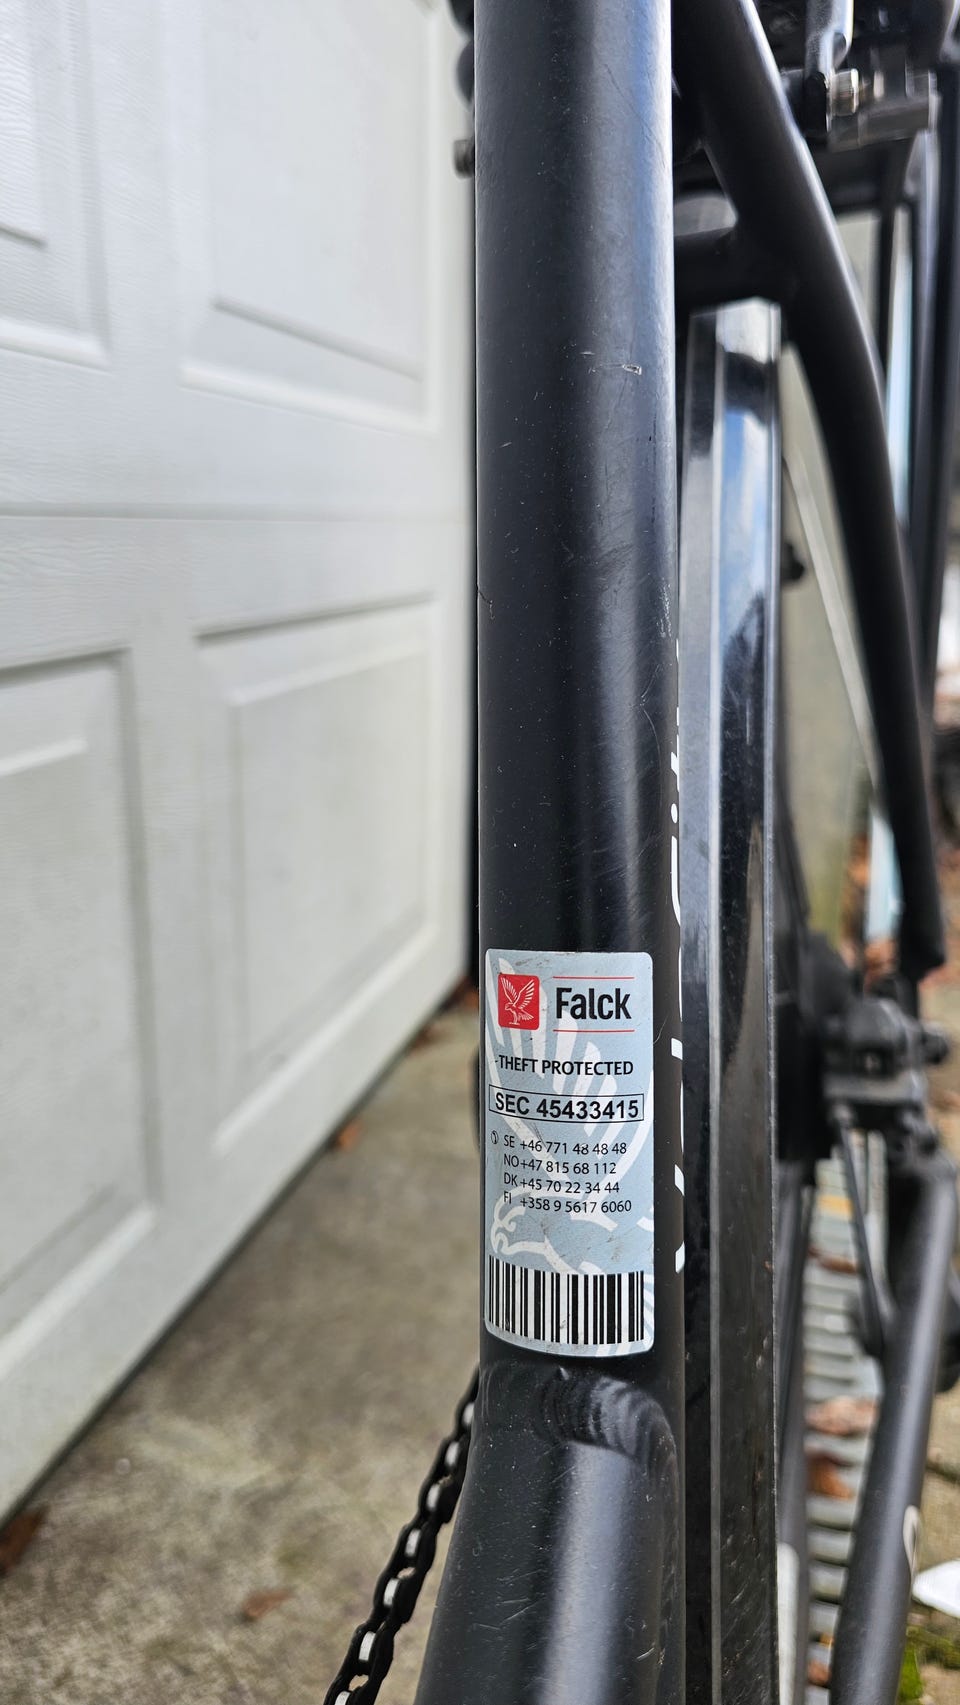 Falck
THEFT PROTECTED
SEC 45433415
SE +46 771 48 48 48
NO +47 815 68 112
DK +45 70 22 34 44
FI +358 9 5617 6060